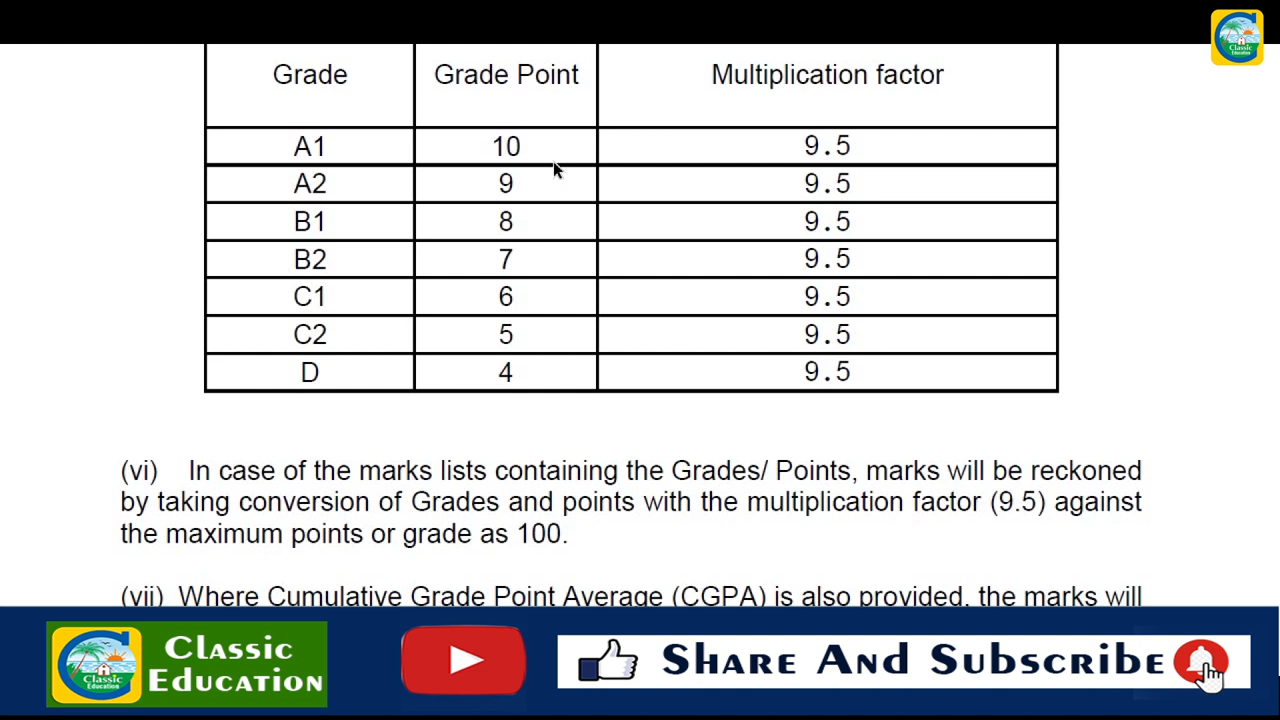 Classic
Education
Grade Grade Point Multiplication factor
A1 10 9.5
A2 9 9.5
B1 8 9.5
B2 7 9.5
C1 6 9.5
C2 5 9.5
D 4 9.5
(vi) In case of the marks lists containing the Grades/ Points, marks will be reckoned
by taking conversion of Grades and points with the multiplication factor (9.5) against
the maximum points or grade as 100.
(vii) Where Cumulative Grade Point Average (CGPA) is also provided, the marks will
Classic
Education
Classic
Education
Share And Subscribe